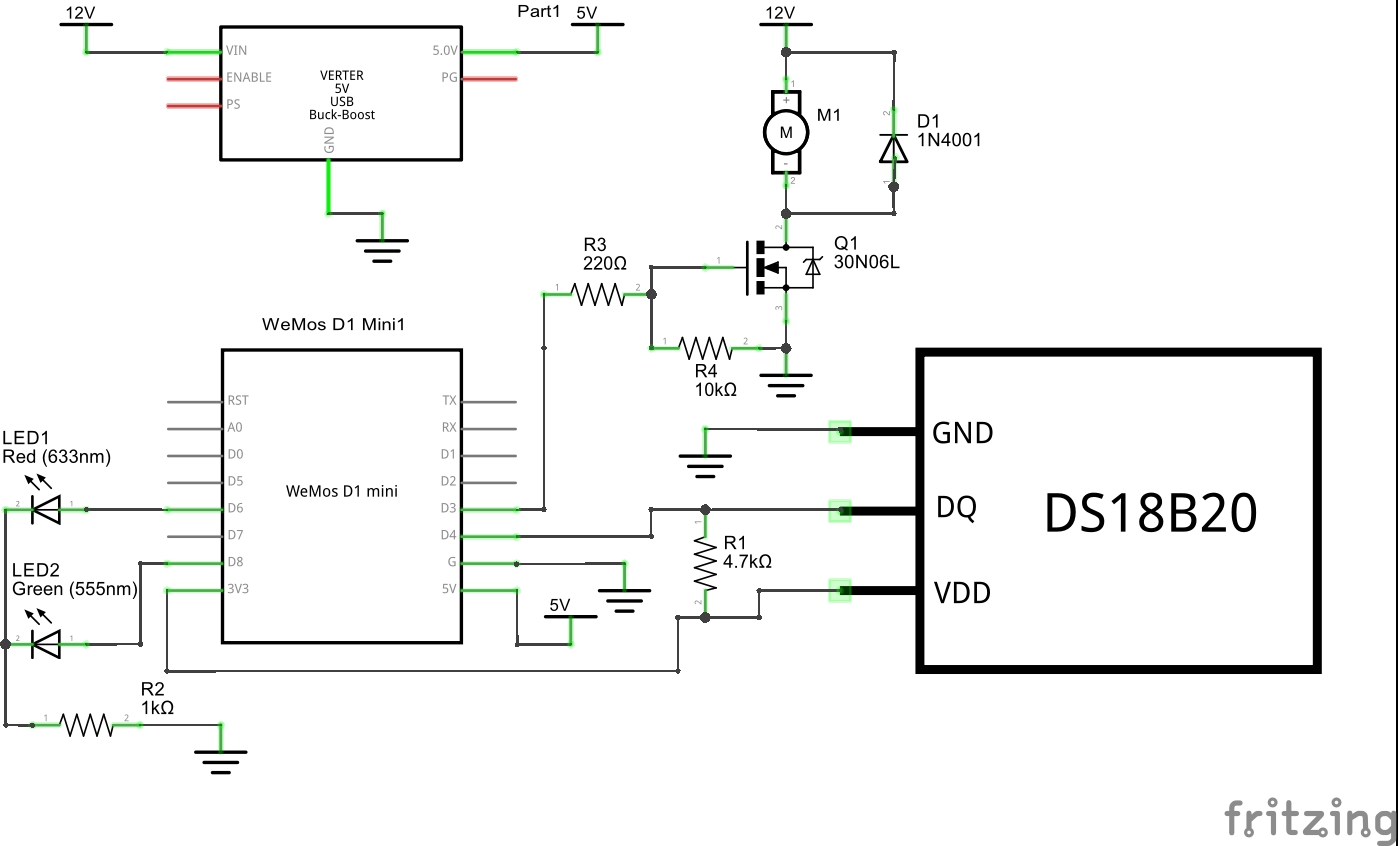 12V
Part1
5V
12V
VIN
5.0V
ENABLE
PG
PS
VERTER
5V
USB
Buck-Boost
GND
1
+
M
-
2
M1
2
D1
1N4001
1
2
Q1
30N06L
R3
220Ω
1
2
1
3
1
2
R4
10kΩ
WeMos D1 Mini1
RST
TX
A0
RX
D0
D1
D5
D2
D6
D3
D7
D4
D8
G
3V3
5V
WeMos D1 mini
LED1
Red (633nm)
2
1
LED2
Green (555nm)
2
1
5V
1
R1
4.7kΩ
2
R2
1kΩ
1
2
GND
DQ
VDD
DS18B20
fritzing